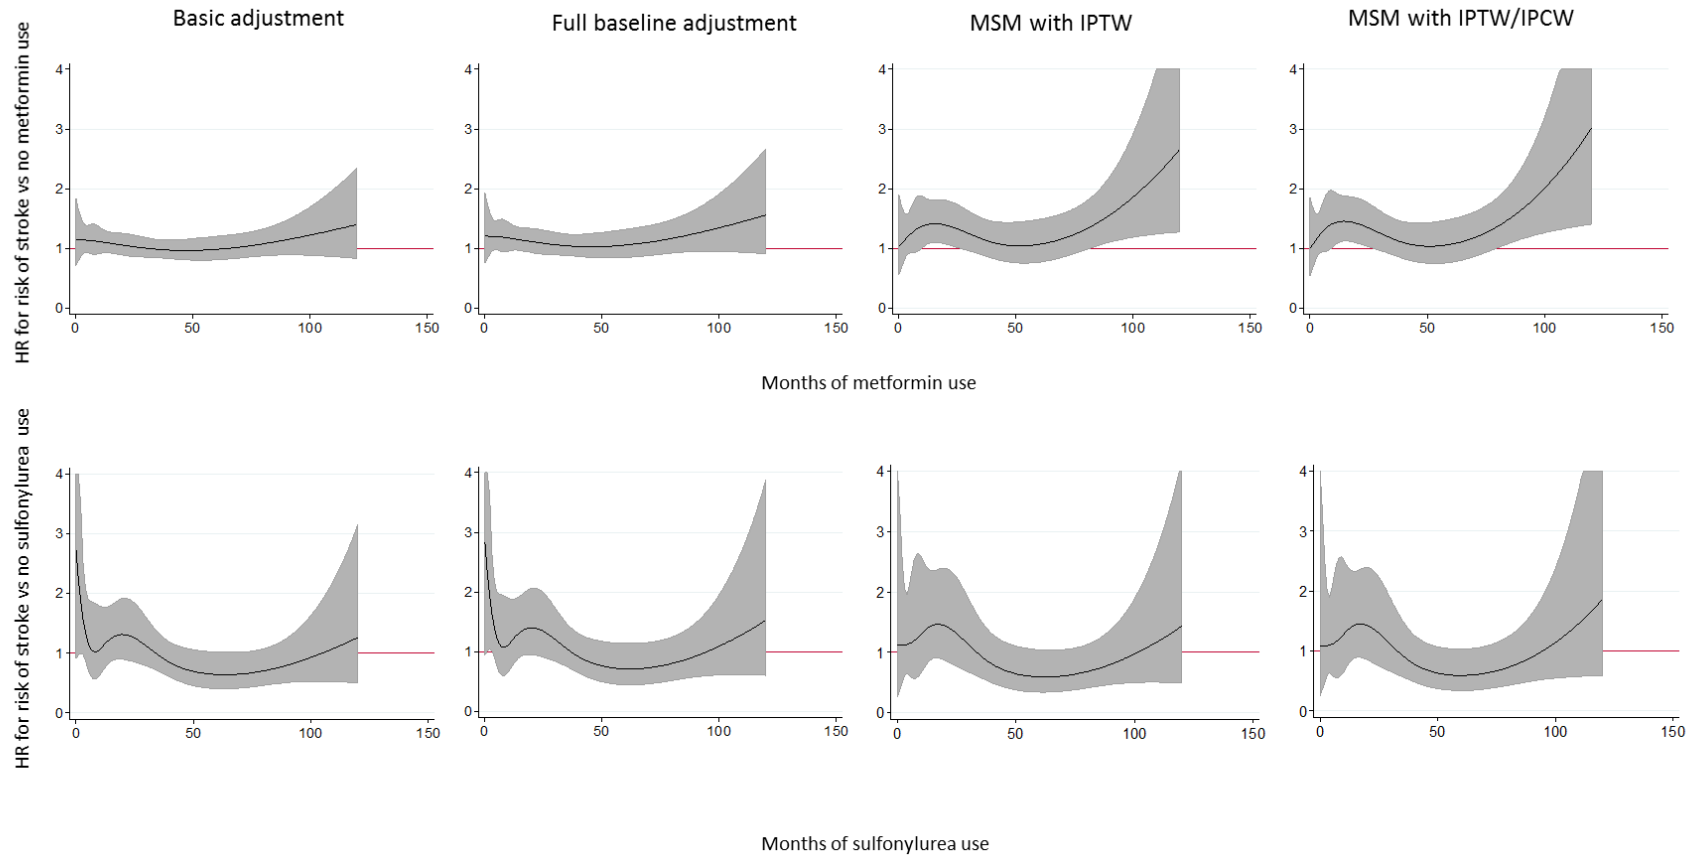 Basic adjustment
Full baseline adjustment
MSM with IPTW
MSM with IPTW/IPCW
HR for risk of stroke vs no metformin use
4
3
2
1
0
0 50 100 150
4
3
2
1
0
0 50 100 150
4
3
2
1
0
0 50 100 150
4
3
2
1
0
0 50 100 150
Months of metformin use
HR for risk of stroke vs no sulfonylurea use
4
3
2
1
0
0 50 100 150
4
3
2
1
0
0 50 100 150
4
3
2
1
0
0 50 100 150
4
3
2
1
0
0 50 100 150
Months of sulfonylurea use